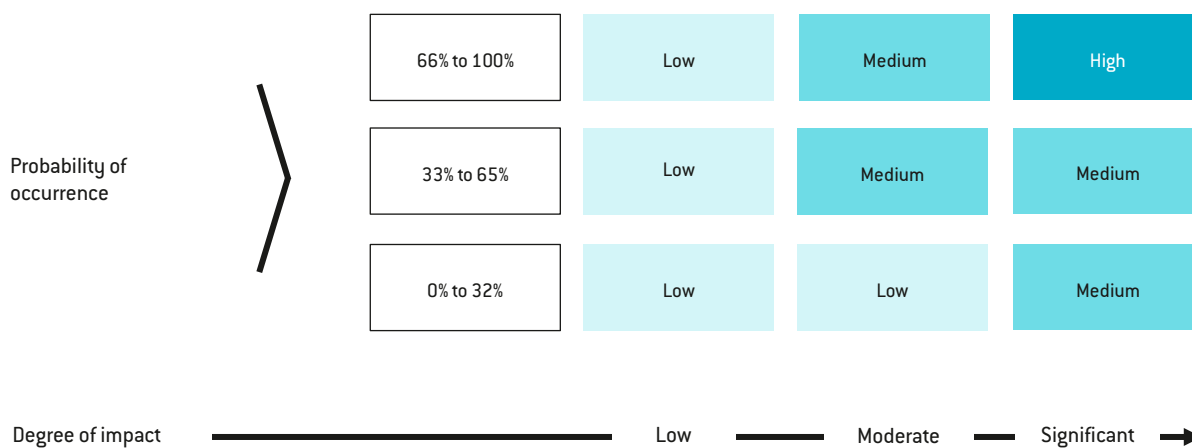 66% to 100% Low Medium High
Probability of
occurrence
33% to 65% Low Medium Medium
0% to 32% Low Low Medium
Degree of impact Low Moderate Significant